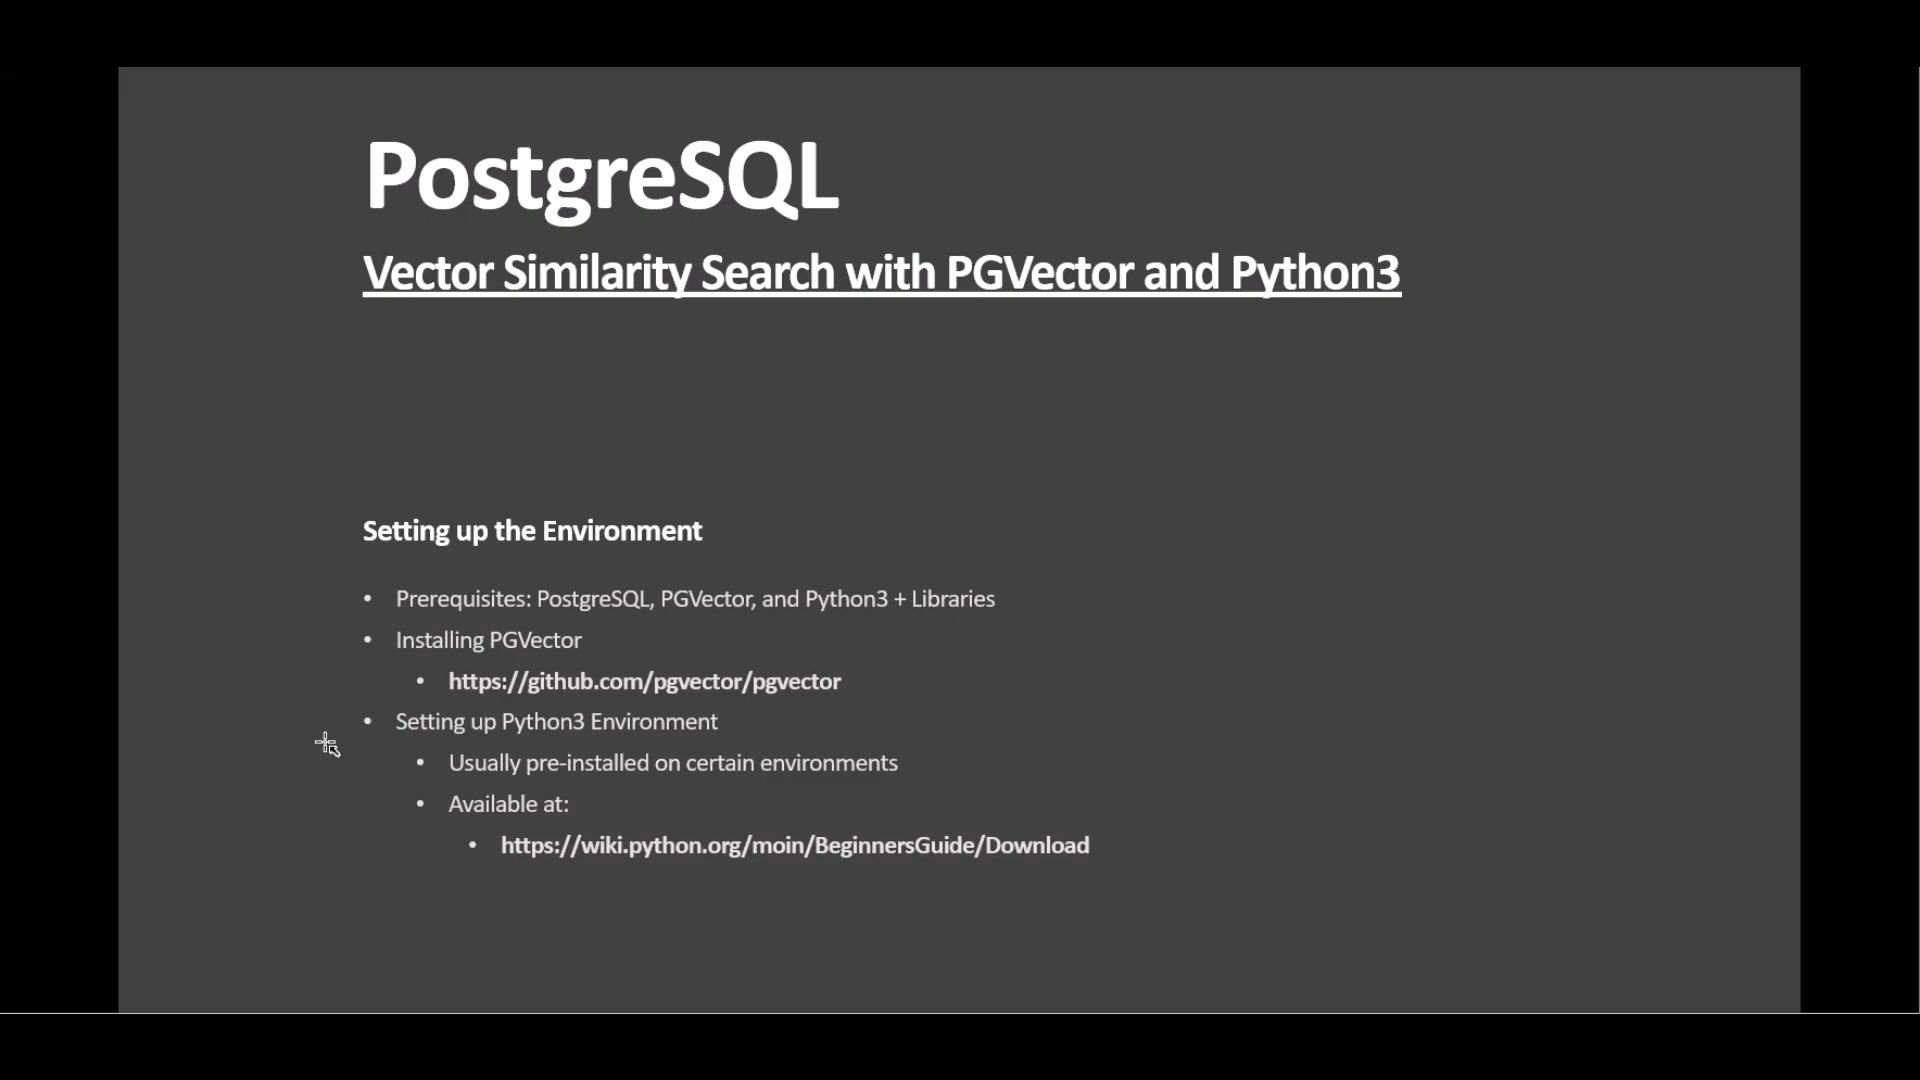 PostgreSQL
Vector Similarity Search with PGVector and Python3
Setting up the Environment
• Prerequisites: PostgreSQL, PGVector, and Python3 + Libraries
• Installing PGVector
• https://github.com/pgvector/pgvector
• Setting up Python3 Environment
• Usually pre-installed on certain environments
• Available at:
• https://wiki.python.org/moin/BeginnersGuide/Download